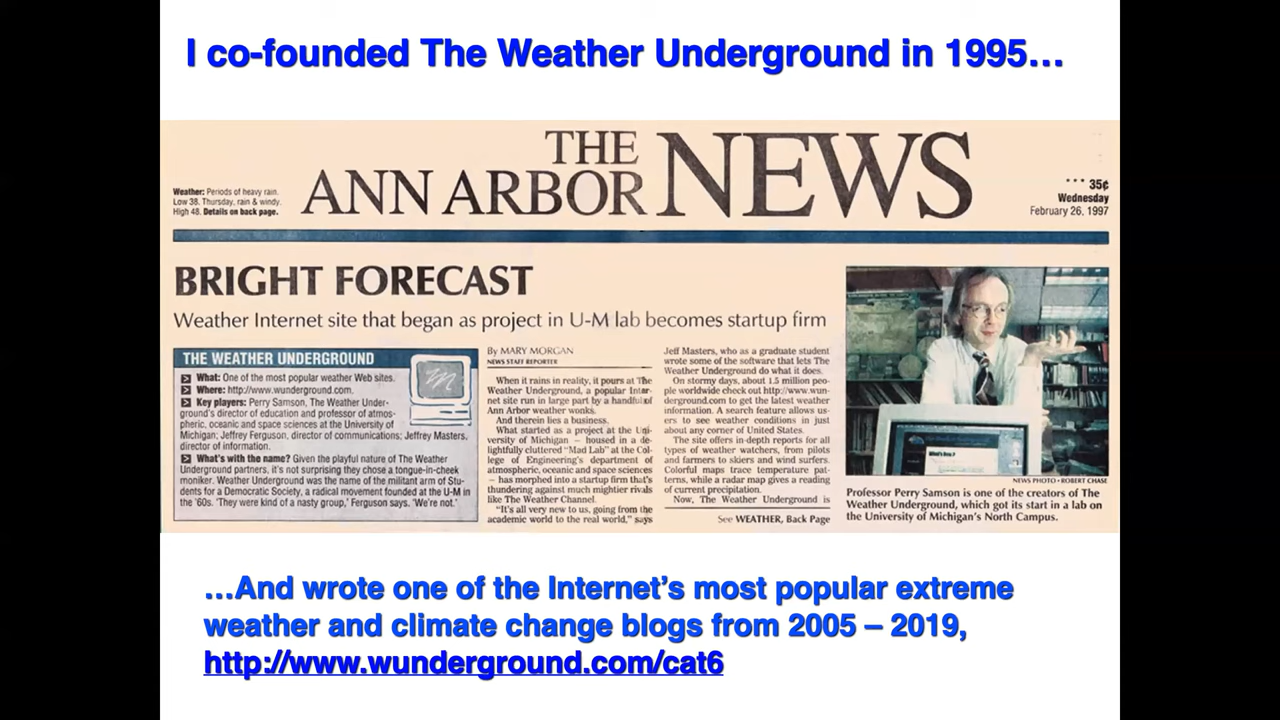 I co-founded The Weather Underground in 1995…
THE
ANN ARBOR NEWS
Weather: Periods of heavy rain.
Low 38. Thursday, rain & windy.
High 48. Details on back page.
*** 35¢
Wednesday
February 26, 1997
BRIGHT FORECAST
Weather Internet site that began as project in U-M lab becomes startup firm
THE WEATHER UNDERGROUND
What: One of the most popular weather Web sites.
Where: http://www.wunderground.com.
Key players: Perry Samson, The Weather Under-
ground's director of education and professor of atmos-
pheric, oceanic and space sciences at the University of
Michigan; Jeffrey Ferguson, director of communications; Jeffrey Masters,
director of information.
What's with the name? Given the playful nature of The Weather
Underground partners, it's not surprising they chose a tongue-in-cheek
moniker. Weather Underground was the name of the militant arm of Stu-
dents for a Democratic Society, a radical movement founded at the U-M in
the '60s. 'They were kind of a nasty group,' Ferguson says. 'We're not.'
By MARY MORGAN
NEWS STAFF REPORTER
When it rains in reality, it pours at The
Weather Underground, a popular Inter-
net site run in large part by a handful of
Ann Arbor weather wonks.
And therein lies a business.
What started as a project at the Uni-
versity of Michigan – housed in a de-
lightfully cluttered "Mad Lab" at the Col-
lege of Engineering's department of
atmospheric, oceanic and space sciences
– has morphed into a startup firm that's
thundering against much mightier rivals
like The Weather Channel.
"It's all very new to us, going from the
academic world to the real world," says
Jeff Masters, who as a graduate student
wrote some of the software that lets The
Weather Underground do what it does.
On stormy days, about 1.5 million peo-
ple worldwide check out http://www.wun-
derground.com to get the latest weather
information. A search feature allows us-
ers to see weather conditions in just
about any corner of United States.
The site offers in-depth reports for all
types of weather watchers, from pilots
and farmers to skiers and wind surfers.
Colorful maps trace temperature pat-
terns, while a radar map gives a reading
of current precipitation.
Now, The Weather Underground is
See WEATHER, Back Page
What's New?
NEWS PHOTO • ROBERT CHASE
Professor Perry Samson is one of the creators of The
Weather Underground, which got its start in a lab on
the University of Michigan's North Campus.
…And wrote one of the Internet's most popular extreme
weather and climate change blogs from 2005 – 2019,
http://www.wunderground.com/cat6